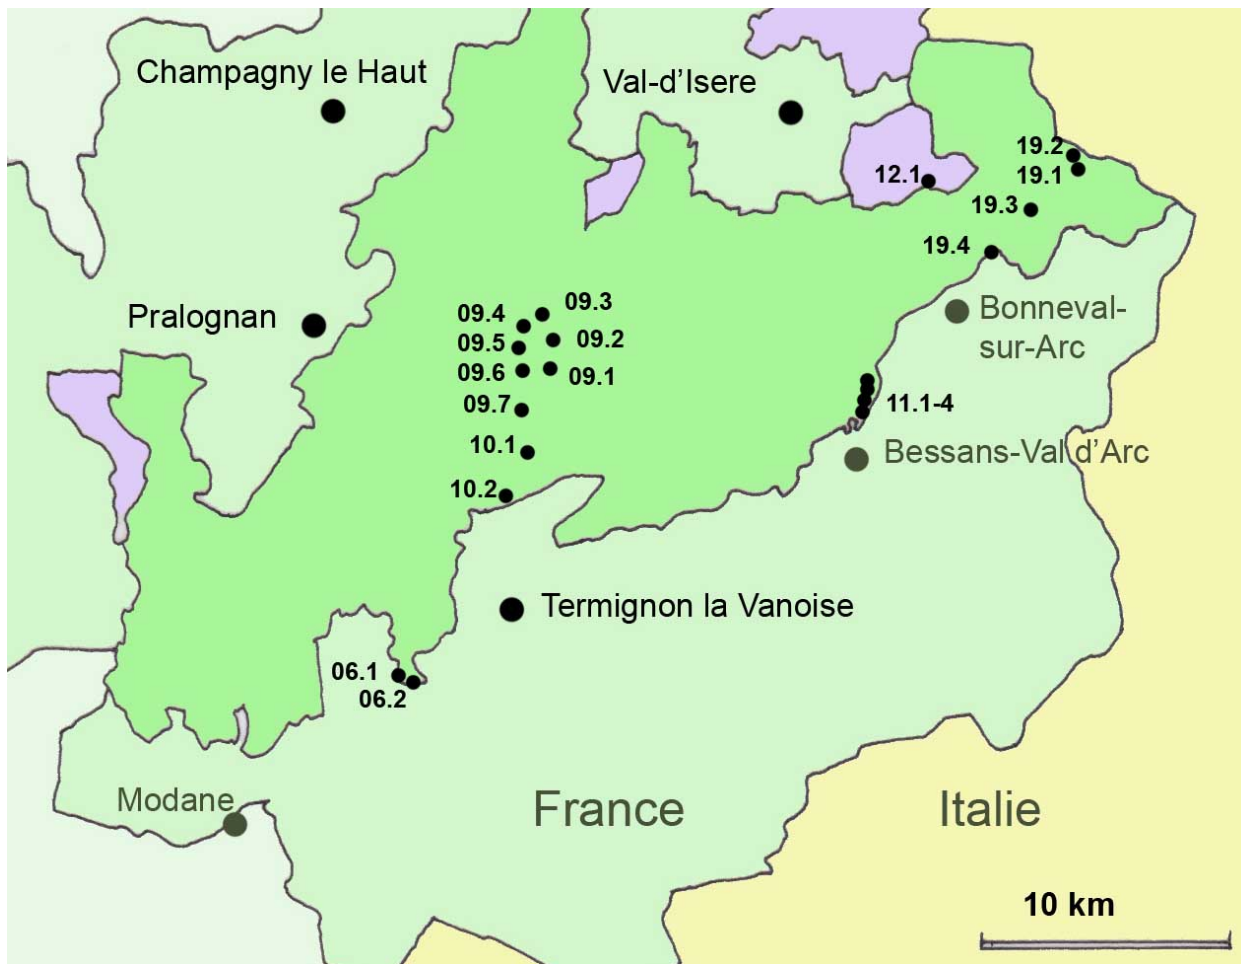 Champagny le Haut
Val-d'Isere
19.2
12.1
19.1
19.3
19.4
09.3
09.4
Pralognan
Bonneval-
sur-Arc
09.5
09.2
09.6
09.1
09.7
11.1-4
10.1
Bessans-Val d'Arc
10.2
Termignon la Vanoise
06.1
06.2
Modane
France
Italie
10 km